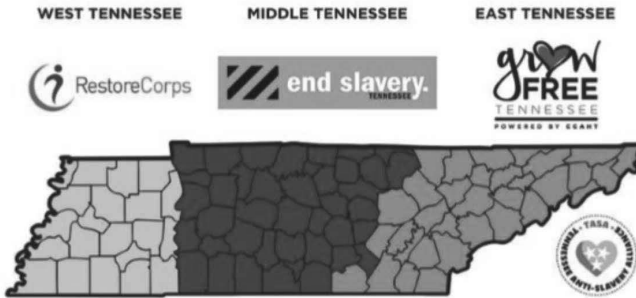 WEST TENNESSEE
MIDDLE TENNESSEE
EAST TENNESSEE
RestoreCorps
end slavery.
TENNESSEE
grow
FREE
TENNESSEE
POWERED BY EGAHT
TASA
TENNESSEE ANTI-SLAVERY ALLIANCE